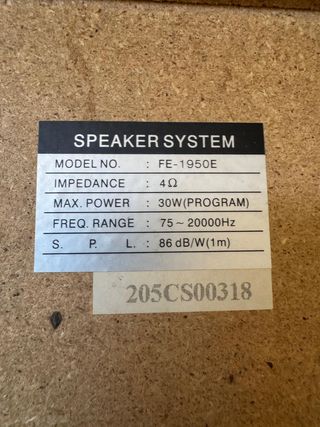 SPEAKER SYSTEM
MODEL NO. : FE-1950E
IMPEDANCE : 4Ω
MAX. POWER : 30W(PROGRAM)
FREQ. RANGE : 75~20000Hz
S. P. L. : 86 dB/W(1m)
205CS00318